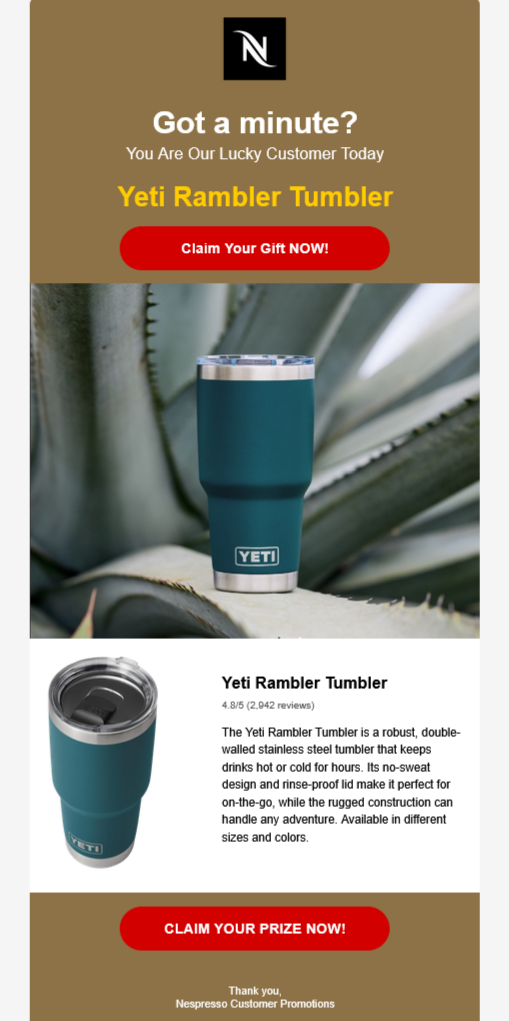 N
Got a minute?
You Are Our Lucky Customer Today
Yeti Rambler Tumbler
Claim Your Gift NOW!
YETI
Yeti Rambler Tumbler
4.8/5 (2,942 reviews)
The Yeti Rambler Tumbler is a robust, double-
walled stainless steel tumbler that keeps
drinks hot or cold for hours. Its no-sweat
design and rinse-proof lid make it perfect for
on-the-go, while the rugged construction can
handle any adventure. Available in different
sizes and colors.
YETI
CLAIM YOUR PRIZE NOW!
Thank you,
Nespresso Customer Promotions